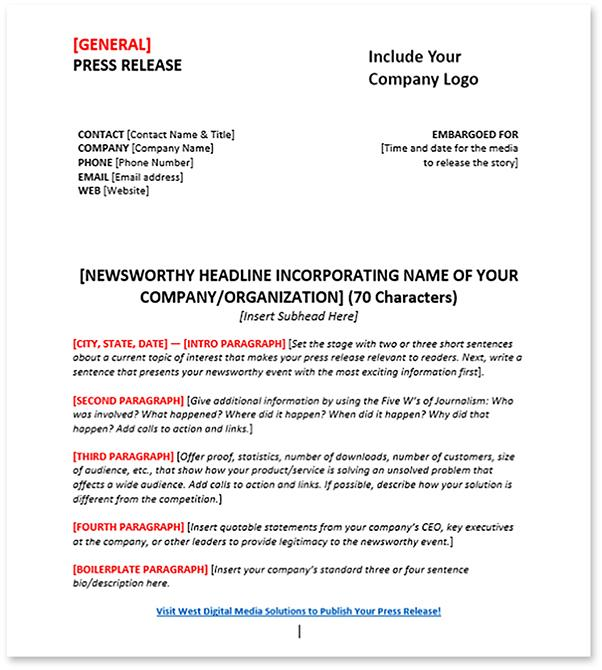 [GENERAL]
PRESS RELEASE
Include Your
Company Logo
CONTACT [Contact Name & Title]
COMPANY [Company Name]
PHONE [Phone Number]
EMAIL [Email address]
WEB [Website]
EMBARGOED FOR
[Time and date for the media
to release the story]
[NEWSWORTHY HEADLINE INCORPORATING NAME OF YOUR
COMPANY/ORGANIZATION] (70 Characters)
[Insert Subhead Here]
[CITY, STATE, DATE] — [INTRO PARAGRAPH] [Set the stage with two or three short sentences
about a current topic of interest that makes your press release relevant to readers. Next, write a
sentence that presents your newsworthy event with the most exciting information first].
[SECOND PARAGRAPH] [Give additional information by using the Five W's of Journalism: Who
was involved? What happened? Where did it happen? When did it happen? Why did that
happen? Add calls to action and links.]
[THIRD PARAGRAPH] [Offer proof, statistics, number of downloads, number of customers, size
of audience, etc., that show how your product/service is solving an unsolved problem that
affects a wide audience. Add calls to action and links. If possible, describe how your solution is
different from the competition.]
[FOURTH PARAGRAPH] [Insert quotable statements from your company's CEO, key executives
at the company, or other leaders to provide legitimacy to the newsworthy event.]
[BOILERPLATE PARAGRAPH] [Insert your company's standard three or four sentence
bio/description here.
Visit West Digital Media Solutions to Publish Your Press Release!